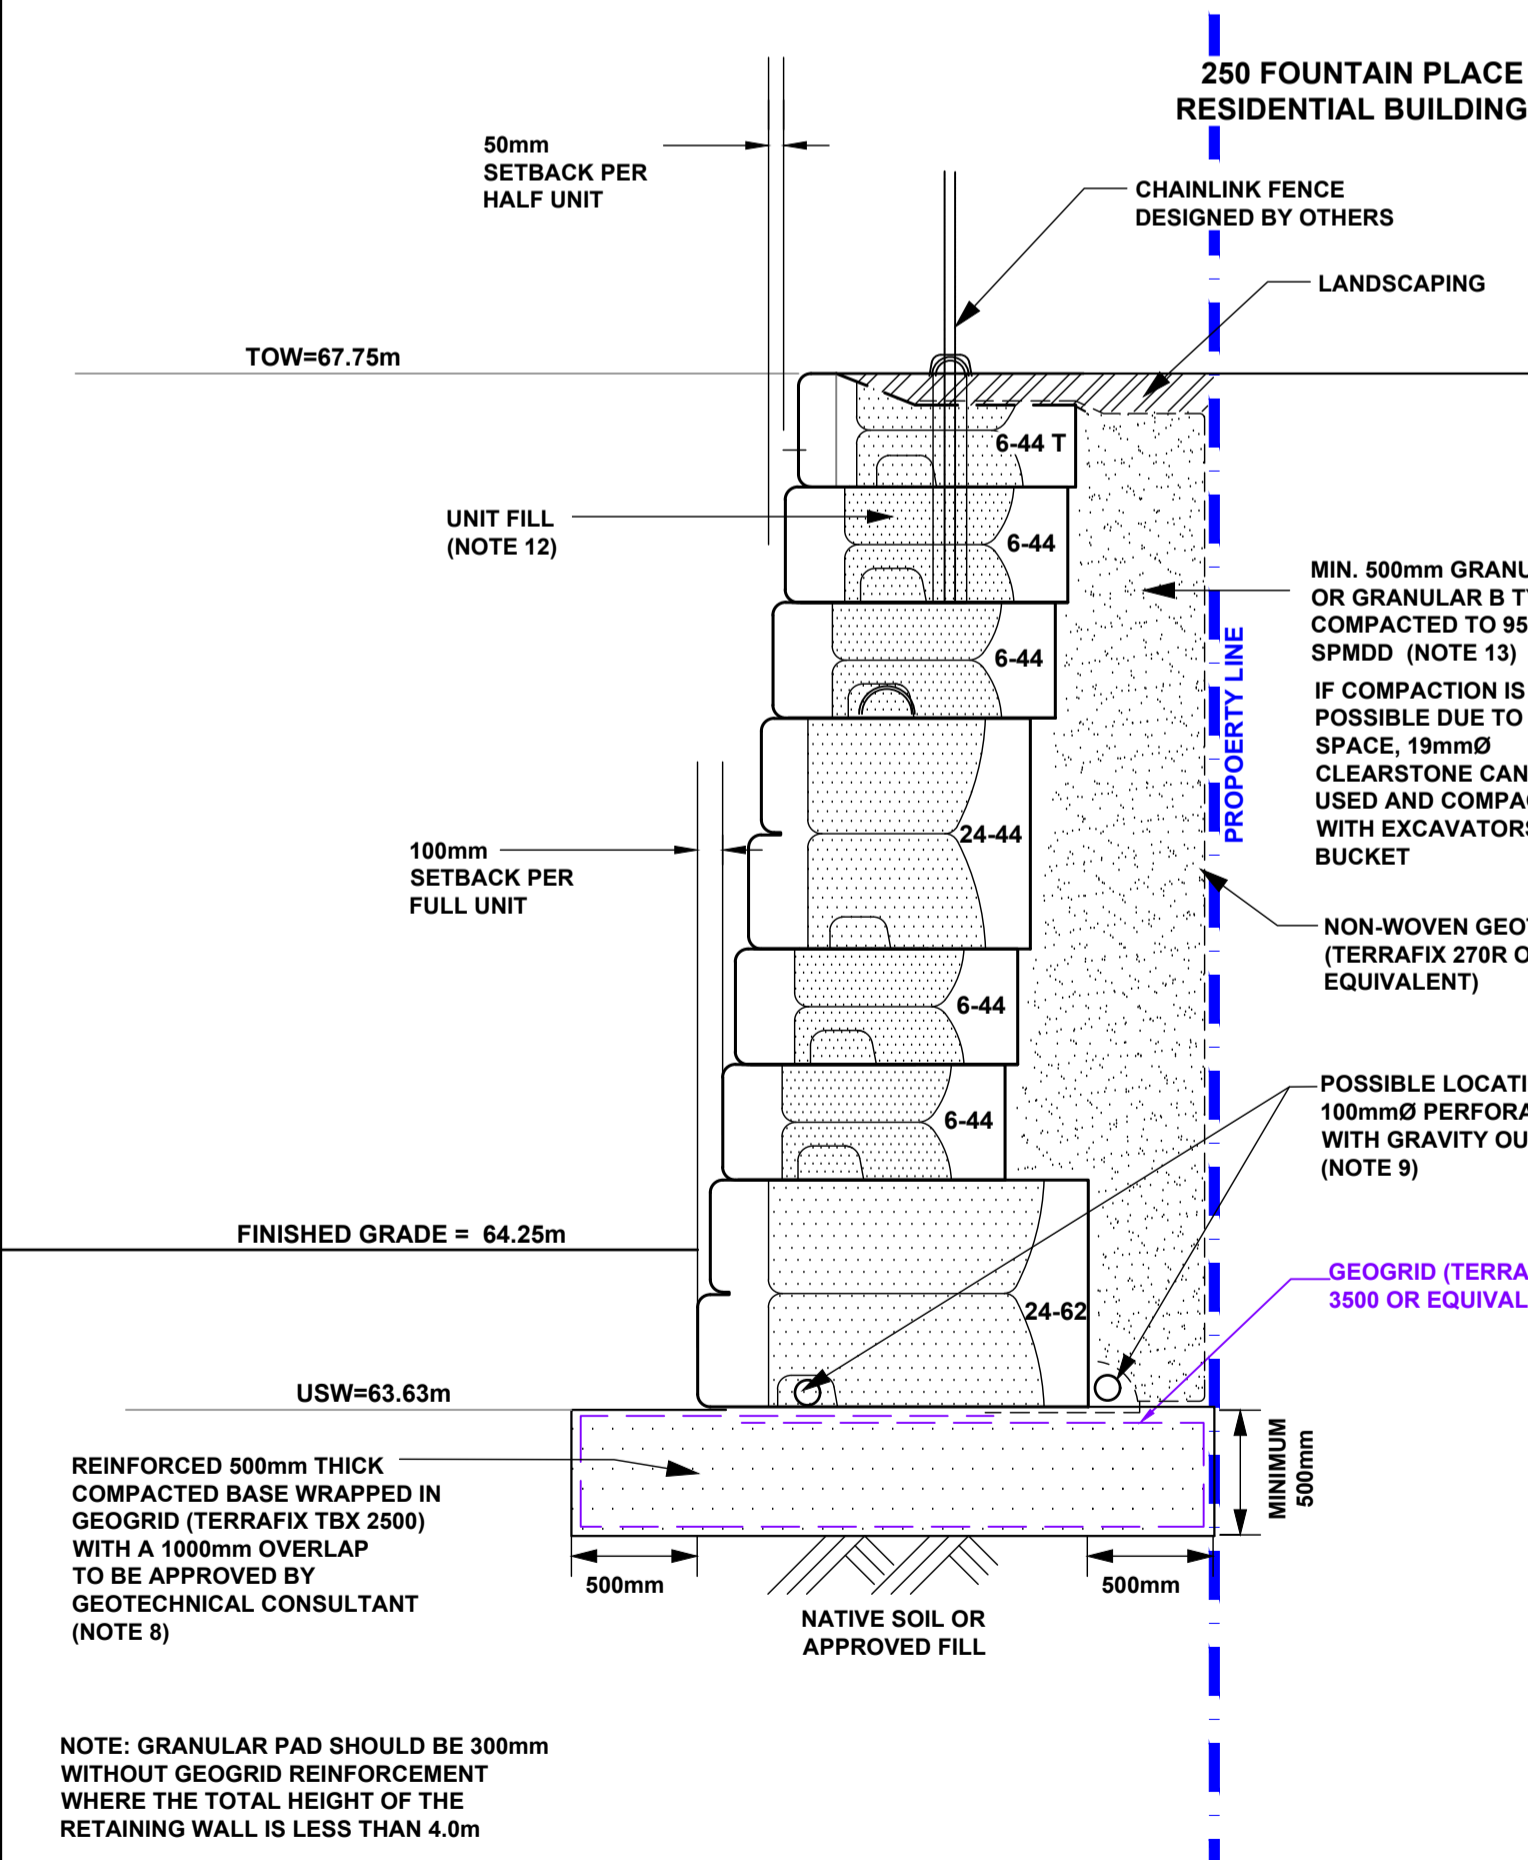 250 FOUNTAIN PLACE
RESIDENTIAL BUILDING
50mm
SETBACK PER
HALF UNIT
CHAINLINK FENCE
DESIGNED BY OTHERS
LANDSCAPING
TOW=67.75m
6-44 T
UNIT FILL
(NOTE 12)
6-44
MIN. 500mm GRANU
OR GRANULAR B TY
COMPACTED TO 95
SPMDD (NOTE 13)
6-44
PROPOERTY LINE
IF COMPACTION IS
POSSIBLE DUE TO
SPACE, 19mmØ
CLEARSTONE CAN
USED AND COMPAC
WITH EXCAVATORS
BUCKET
24-44
100mm
SETBACK PER
FULL UNIT
NON-WOVEN GEOT
(TERRAFIX 270R O
EQUIVALENT)
6-44
6-44
POSSIBLE LOCATI
100mmØ PERFORA
WITH GRAVITY OU
(NOTE 9)
FINISHED GRADE = 64.25m
GEOGRID (TERRA
3500 OR EQUIVAL
24-62
USW=63.63m
REINFORCED 500mm THICK
COMPACTED BASE WRAPPED IN
GEOGRID (TERRAFIX TBX 2500)
WITH A 1000mm OVERLAP
TO BE APPROVED BY
GEOTECHNICAL CONSULTANT
(NOTE 8)
MINIMUM
500mm
500mm
500mm
NATIVE SOIL OR
APPROVED FILL
NOTE: GRANULAR PAD SHOULD BE 300mm
WITHOUT GEOGRID REINFORCEMENT
WHERE THE TOTAL HEIGHT OF THE
RETAINING WALL IS LESS THAN 4.0m